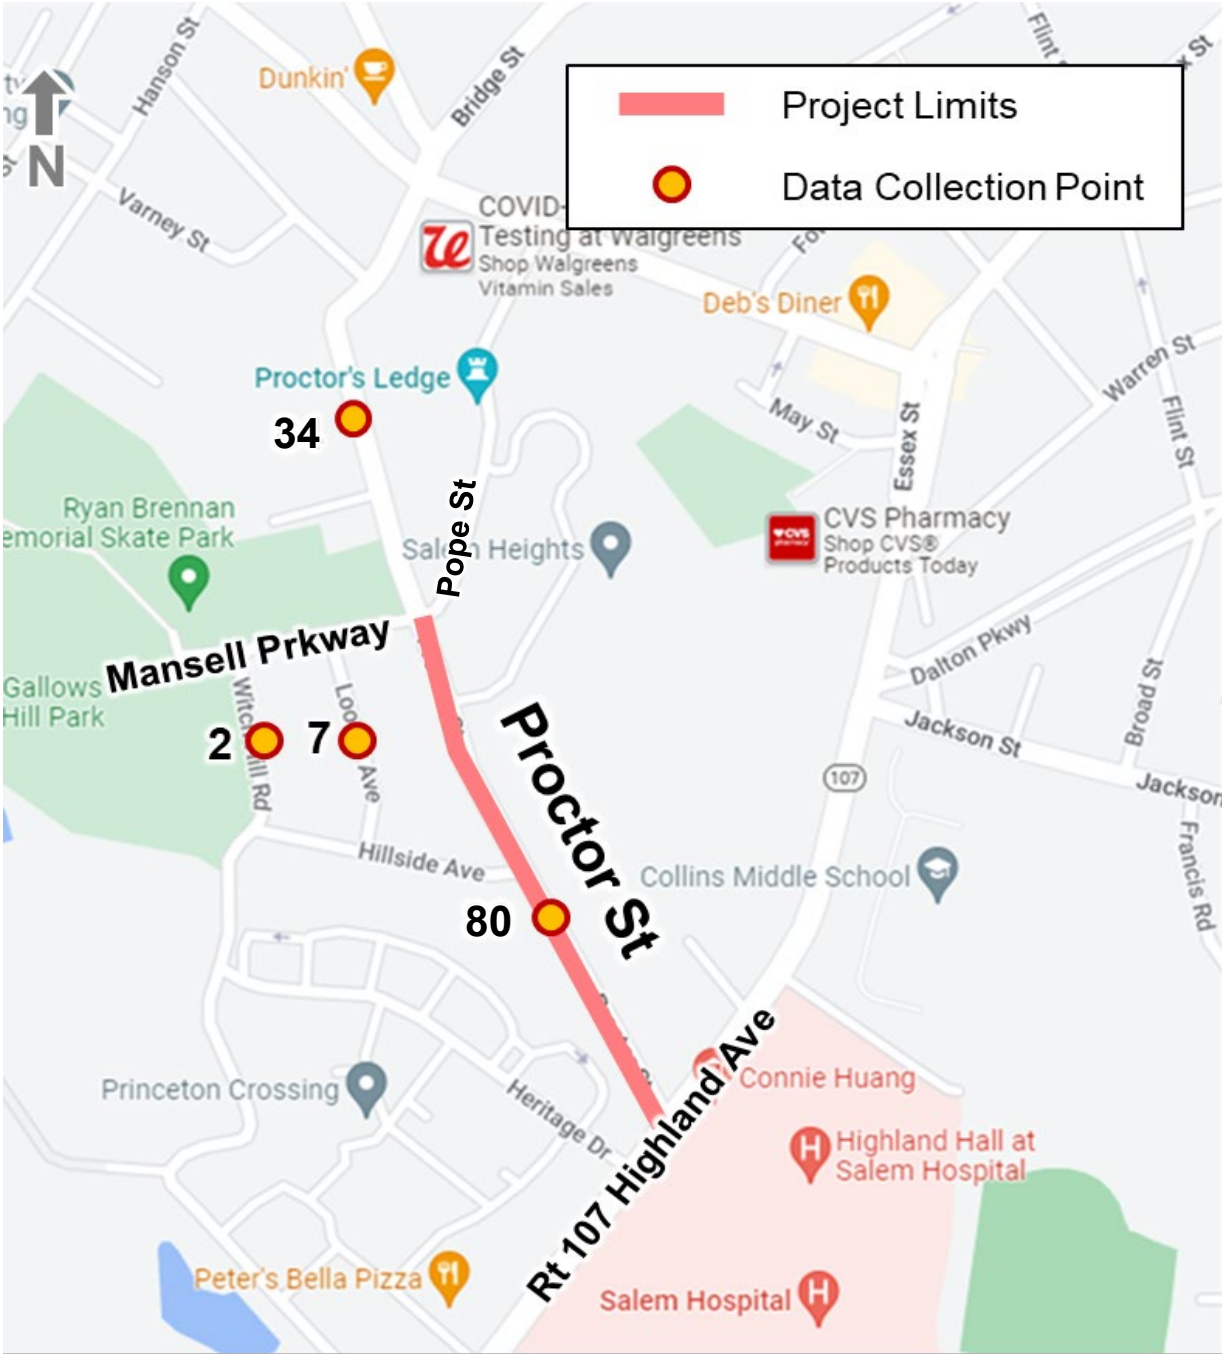 Hanson St
Dunkin'
Bridge St
Flint
Project Limits
Data Collection Point
N
Varney St
COVID-
Testing at Walgreens
Shop Walgreens
Vitamin Sales
Deb's Diner
Proctor's Ledge
34
May St
Essex St
Warren St
Flint St
Ryan Brennan
emorial Skate Park
Pope St
Salem Heights
CVS Pharmacy
Shop CVS®
Products Today
Mansell Prkway
Gallows
Hill Park
2
7
Ave
Proctor St
Dalton Pkwy
Broad St
Jackson St
Jackson
107
Hillside Ave
Collins Middle School
Francis Rd
80
Princeton Crossing
Heritage Dr
Rt 107 Highland Ave
Connie Huang
Highland Hall at
Salem Hospital
Peter's Bella Pizza
Salem Hospital